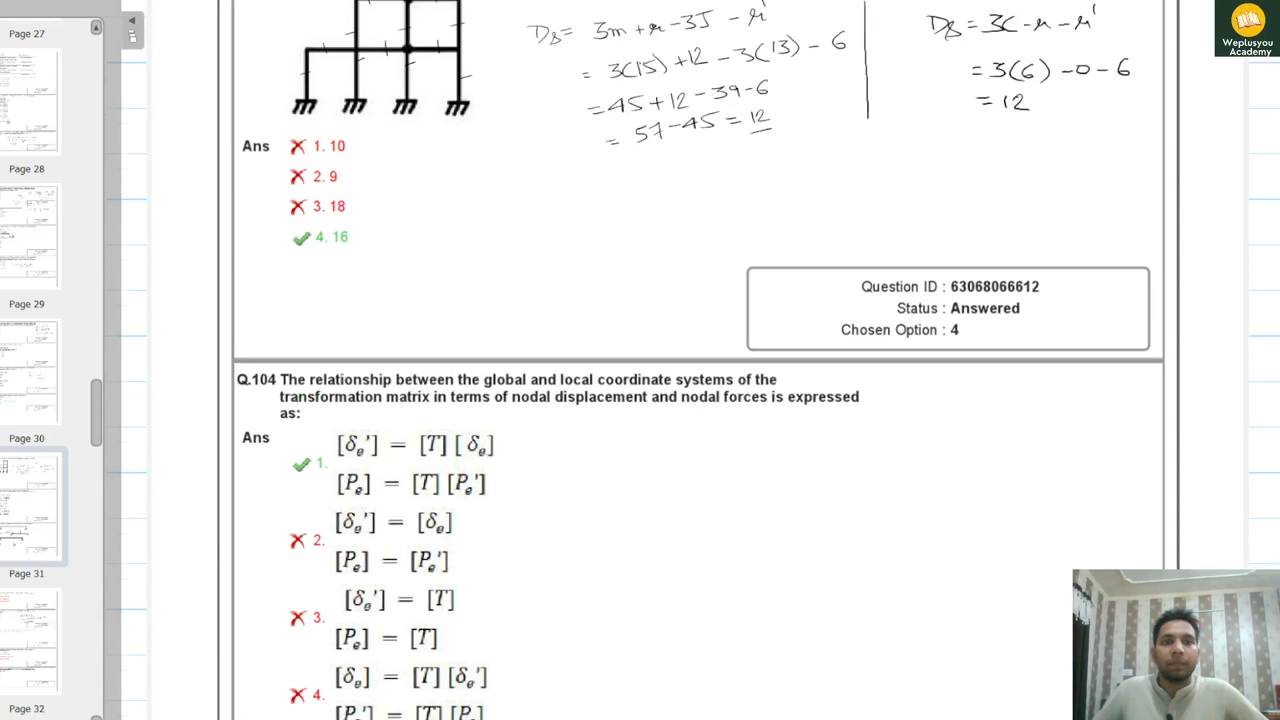 Page 27
Page 28
Page 29
Page 30
Page 31
Page 32
Weplusyou
Academy
Ds = 3m + r - 3J - r'
= 3(15) + 12 - 3(13) - 6
= 45 + 12 - 39 - 6
= 57 - 45 = 12
Ds = 3C - r - r'
= 3(6) - 0 - 6
= 12
Ans
1. 10
2. 9
3. 18
4. 16
Question ID : 63068066612
Status : Answered
Chosen Option : 4
Q.104 The relationship between the global and local coordinate systems of the
transformation matrix in terms of nodal displacement and nodal forces is expressed
as:
Ans
1. [δe'] = [T] [ δe]
[Pe] = [T] [Pe']
2. [δe'] = [δe]
[Pe] = [Pe']
3. [δe'] = [T]
[Pe] = [T]
4. [δe] = [T] [δe']
[Pe'] = [T] [Pe]